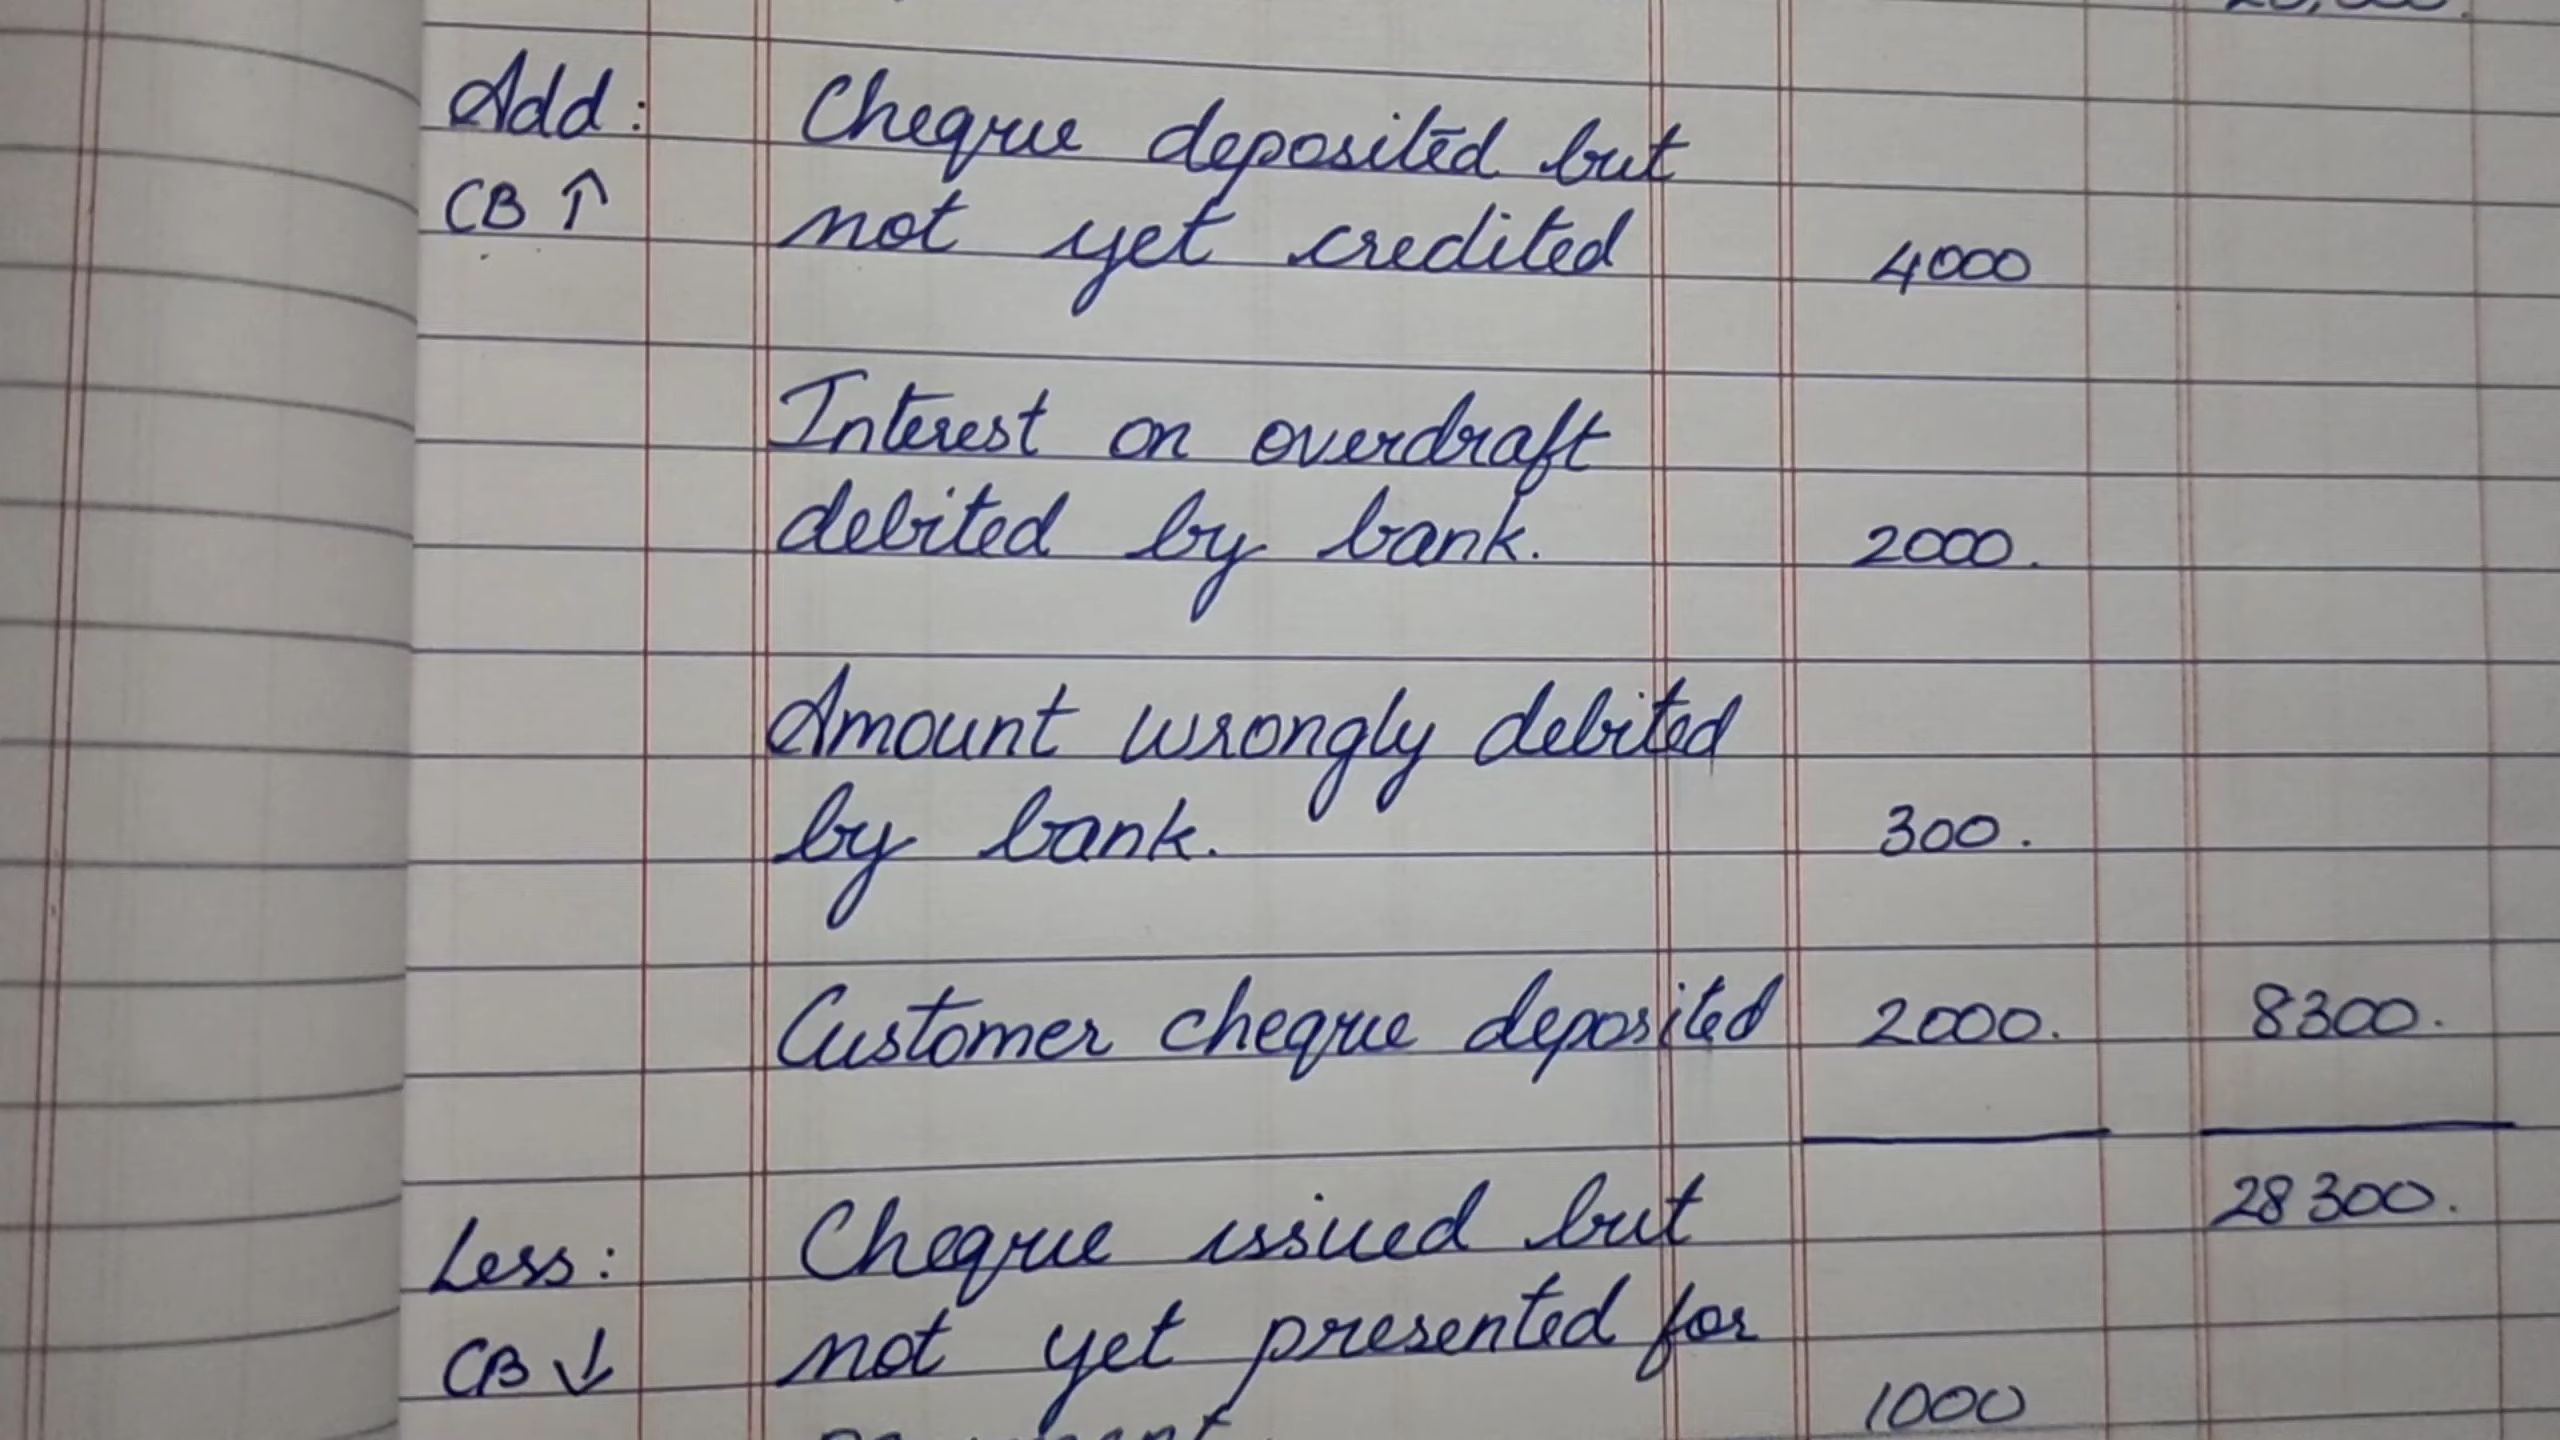 Add: Cheque deposited but
CB ↑ not yet credited 4000
Interest on overdraft
debited by bank. 2000.
Amount wrongly debited
by bank. 300.
Customer cheque deposited 2000. 8300.
28300.
Less: Cheque issued but
CB ↓ not yet presented for
1000